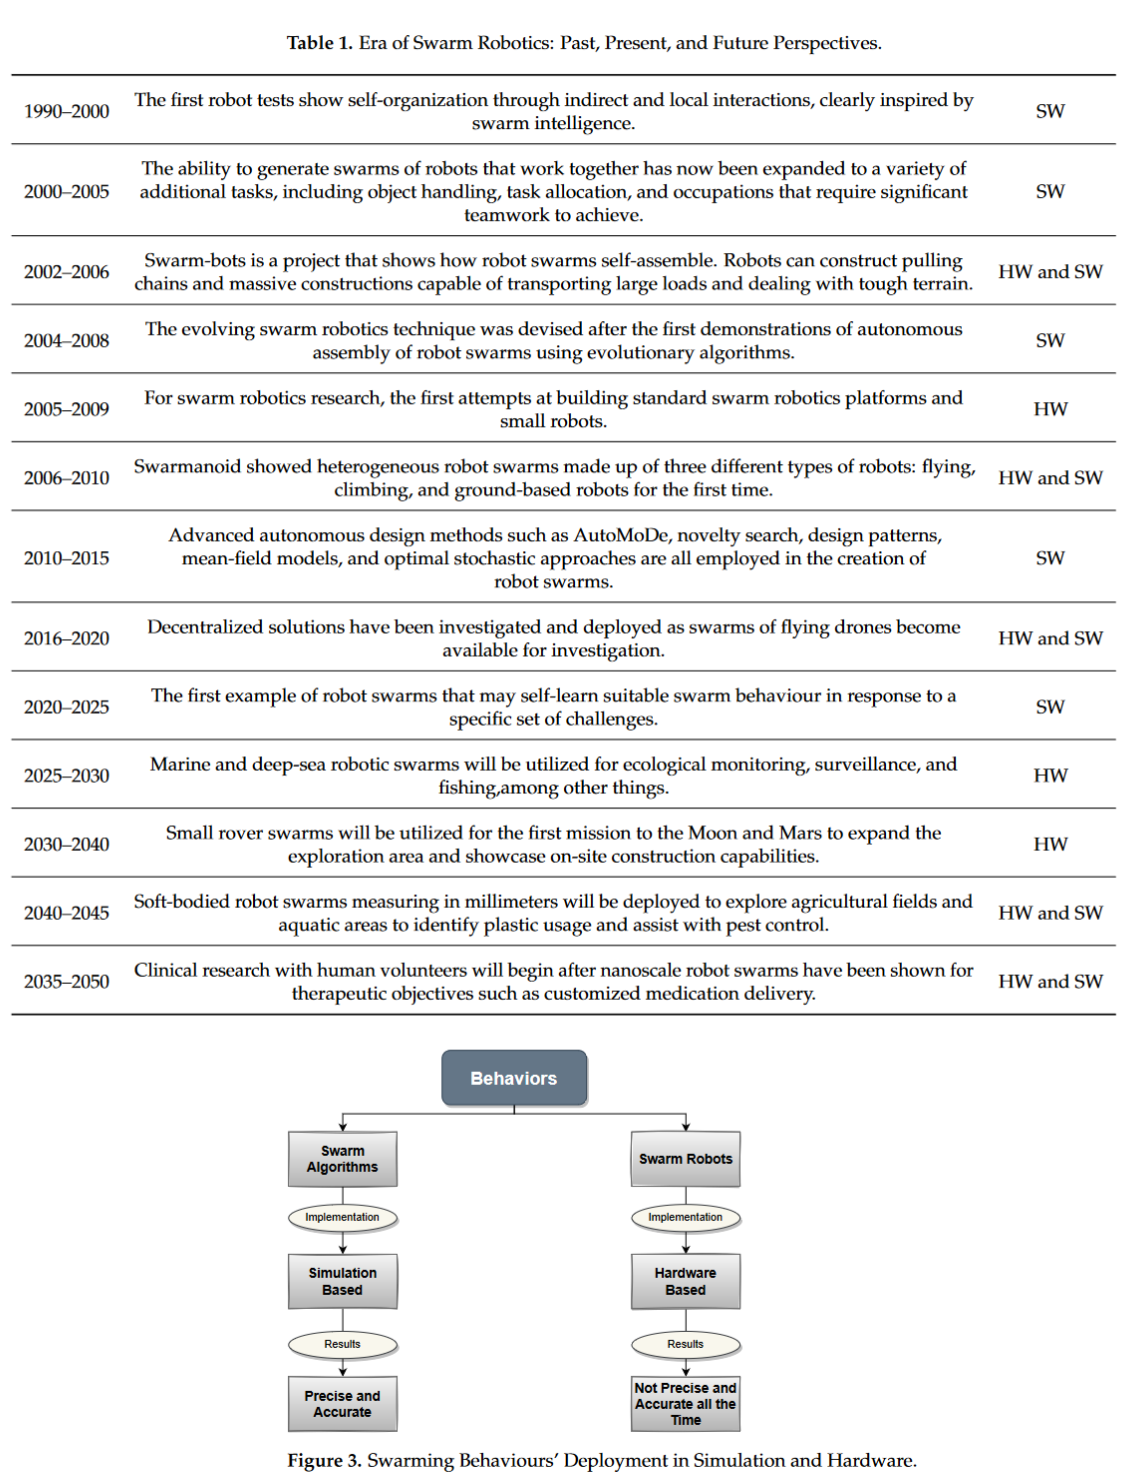 Table 1. Era of Swarm Robotics: Past, Present, and Future Perspectives.
1990–2000
The first robot tests show self-organization through indirect and local interactions, clearly inspired by
swarm intelligence.
SW
2000–2005
The ability to generate swarms of robots that work together has now been expanded to a variety of
additional tasks, including object handling, task allocation, and occupations that require significant
teamwork to achieve.
SW
2002–2006
Swarm-bots is a project that shows how robot swarms self-assemble. Robots can construct pulling
chains and massive constructions capable of transporting large loads and dealing with tough terrain.
HW and SW
2004–2008
The evolving swarm robotics technique was devised after the first demonstrations of autonomous
assembly of robot swarms using evolutionary algorithms.
SW
2005–2009
For swarm robotics research, the first attempts at building standard swarm robotics platforms and
small robots.
HW
2006–2010
Swarmanoid showed heterogeneous robot swarms made up of three different types of robots: flying,
climbing, and ground-based robots for the first time.
HW and SW
2010–2015
Advanced autonomous design methods such as AutoMoDe, novelty search, design patterns,
mean-field models, and optimal stochastic approaches are all employed in the creation of
robot swarms.
SW
2016–2020
Decentralized solutions have been investigated and deployed as swarms of flying drones become
available for investigation.
HW and SW
2020–2025
The first example of robot swarms that may self-learn suitable swarm behaviour in response to a
specific set of challenges.
SW
2025–2030
Marine and deep-sea robotic swarms will be utilized for ecological monitoring, surveillance, and
fishing,among other things.
HW
2030–2040
Small rover swarms will be utilized for the first mission to the Moon and Mars to expand the
exploration area and showcase on-site construction capabilities.
HW
2040–2045
Soft-bodied robot swarms measuring in millimeters will be deployed to explore agricultural fields and
aquatic areas to identify plastic usage and assist with pest control.
HW and SW
2035–2050
Clinical research with human volunteers will begin after nanoscale robot swarms have been shown for
therapeutic objectives such as customized medication delivery.
HW and SW
Behaviors
Swarm
Algorithms
Implementation
Simulation
Based
Results
Precise and
Accurate
Swarm Robots
Implementation
Hardware
Based
Results
Not Precise and
Accurate all the
Time
Figure 3. Swarming Behaviours' Deployment in Simulation and Hardware.